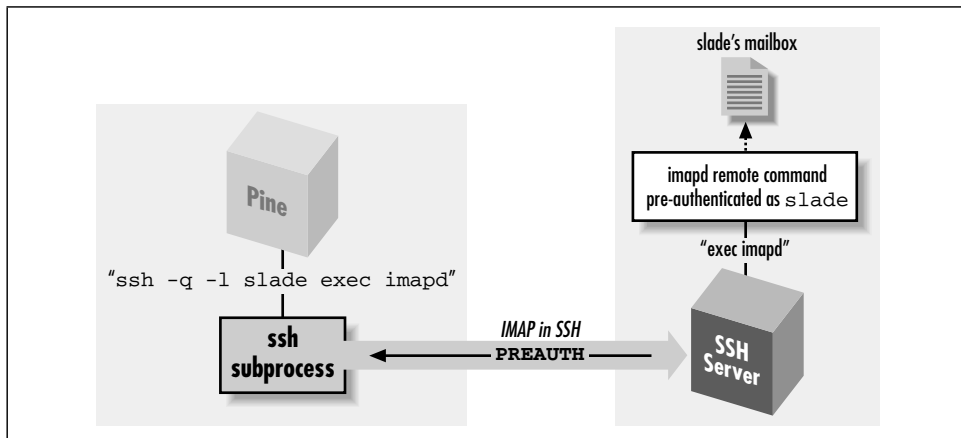 slade's mailbox
imapd remote command
pre-authenticated as slade
"exec imapd"
Pine
"ssh -q -l slade exec imapd"
ssh
subprocess
IMAP in SSH
PREAUTH
SSH
Server